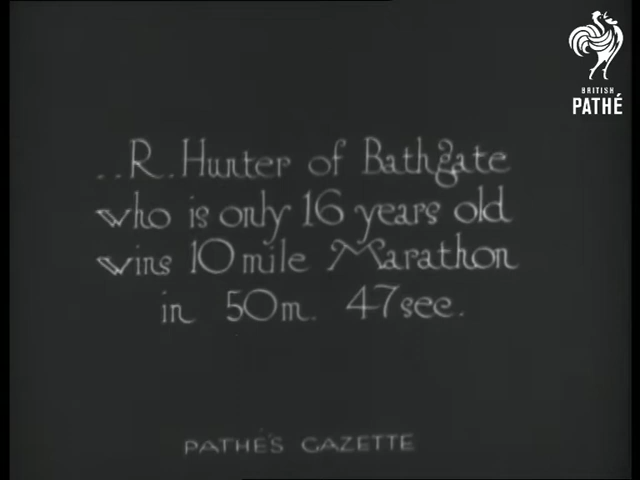 BRITISH
PATHÉ
..R. Hunter of Bathgate
who is only 16 years old
wins 10 mile Marathon
in 50m. 47sec.
PATHÉ'S GAZETTE